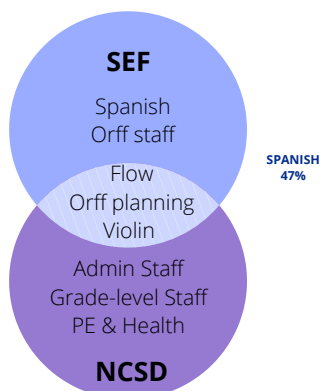 SEF
Spanish
Orff staff
Flow
Orff planning
Violin
Admin Staff
Grade-level Staff
PE & Health
NCSD
SPANISH
47%